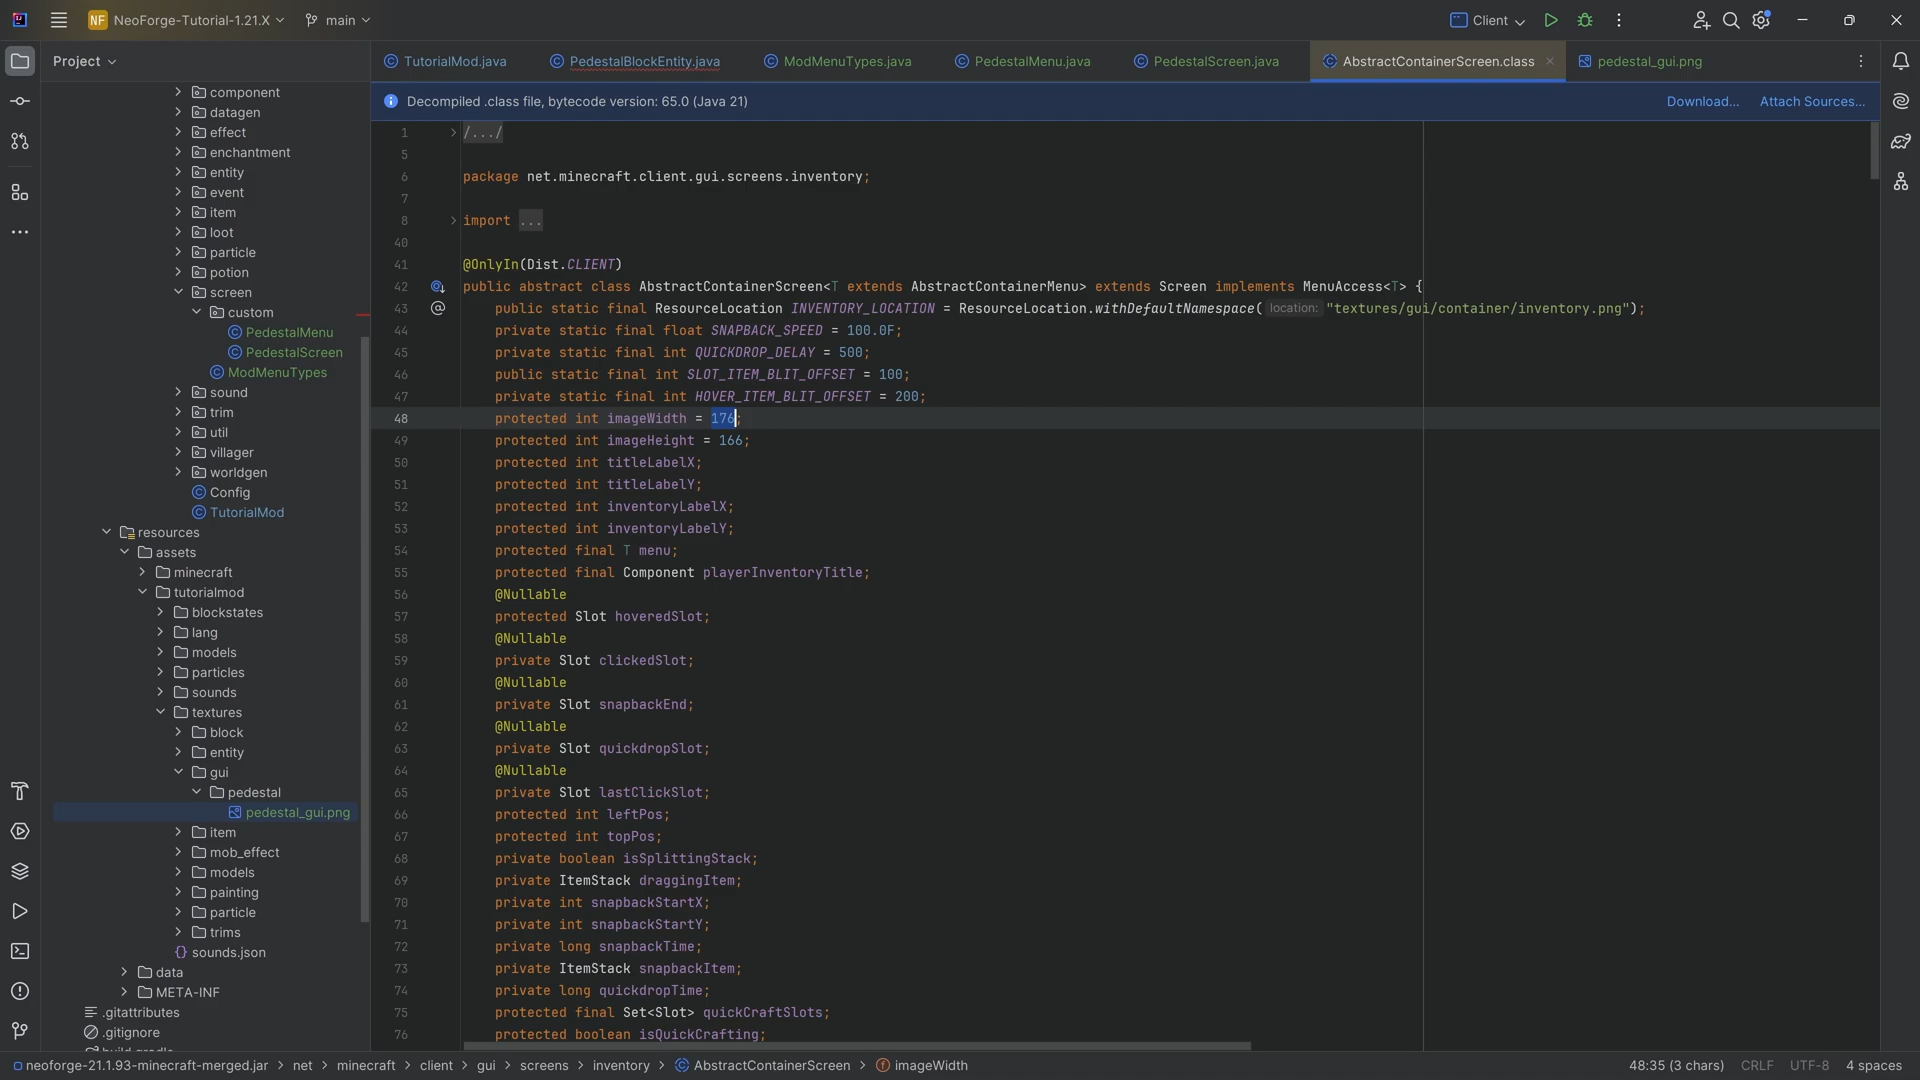 NF NeoForge-Tutorial-1.21.X main Client
Project
TutorialMod.java PedestalBlockEntity.java ModMenuTypes.java PedestalMenu.java PedestalScreen.java AbstractContainerScreen.class pedestal_gui.png
Decompiled .class file, bytecode version: 65.0 (Java 21) Download... Attach Sources...
component
datagen
effect
enchantment
entity
event
item
loot
particle
potion
screen
custom
PedestalMenu
PedestalScreen
ModMenuTypes
sound
trim
util
villager
worldgen
Config
TutorialMod
resources
assets
minecraft
tutorialmod
blockstates
lang
models
particles
sounds
textures
block
entity
gui
pedestal
pedestal_gui.png
item
mob_effect
models
painting
particle
trims
sounds.json
data
META-INF
.gitattributes
.gitignore
1 /.../
5
6 package net.minecraft.client.gui.screens.inventory;
7
8 import ...
40
41 @OnlyIn(Dist.CLIENT)
42 public abstract class AbstractContainerScreen<T extends AbstractContainerMenu> extends Screen implements MenuAccess<T> {
43 public static final ResourceLocation INVENTORY_LOCATION = ResourceLocation.withDefaultNamespace( location: "textures/gui/container/inventory.png");
44 private static final float SNAPBACK_SPEED = 100.0F;
45 private static final int QUICKDROP_DELAY = 500;
46 public static final int SLOT_ITEM_BLIT_OFFSET = 100;
47 private static final int HOVER_ITEM_BLIT_OFFSET = 200;
48 protected int imageWidth = 176;
49 protected int imageHeight = 166;
50 protected int titleLabelX;
51 protected int titleLabelY;
52 protected int inventoryLabelX;
53 protected int inventoryLabelY;
54 protected final T menu;
55 protected final Component playerInventoryTitle;
56 @Nullable
57 protected Slot hoveredSlot;
58 @Nullable
59 private Slot clickedSlot;
60 @Nullable
61 private Slot snapbackEnd;
62 @Nullable
63 private Slot quickdropSlot;
64 @Nullable
65 private Slot lastClickSlot;
66 protected int leftPos;
67 protected int topPos;
68 private boolean isSplittingStack;
69 private ItemStack draggingItem;
70 private int snapbackStartX;
71 private int snapbackStartY;
72 private long snapbackTime;
73 private ItemStack snapbackItem;
74 private long quickdropTime;
75 protected final Set<Slot> quickCraftSlots;
76 protected boolean isQuickCrafting;
neoforge-21.1.93-minecraft-merged.jar > net > minecraft > client > gui > screens > inventory > AbstractContainerScreen > imageWidth 48:35 (3 chars) CRLF UTF-8 4 spaces